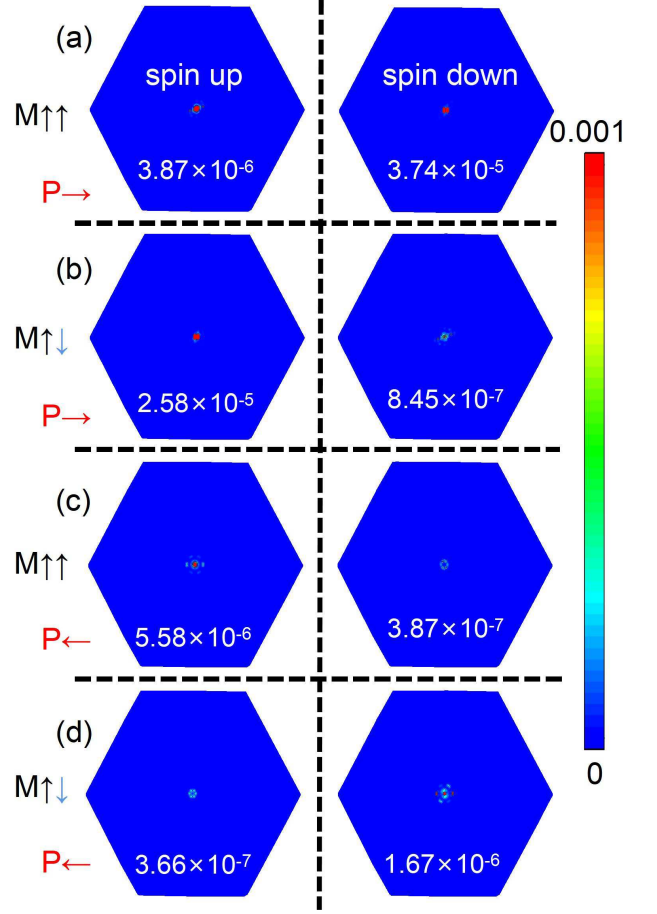 (a)
spin up
spin down
M↑↑
0.001
3.87×10⁻⁶
3.74×10⁻⁵
P→
(b)
M↑↓
2.58×10⁻⁵
8.45×10⁻⁷
P→
(c)
M↑↑
5.58×10⁻⁶
3.87×10⁻⁷
P←
(d)
M↑↓
0
3.66×10⁻⁷
1.67×10⁻⁶
P←